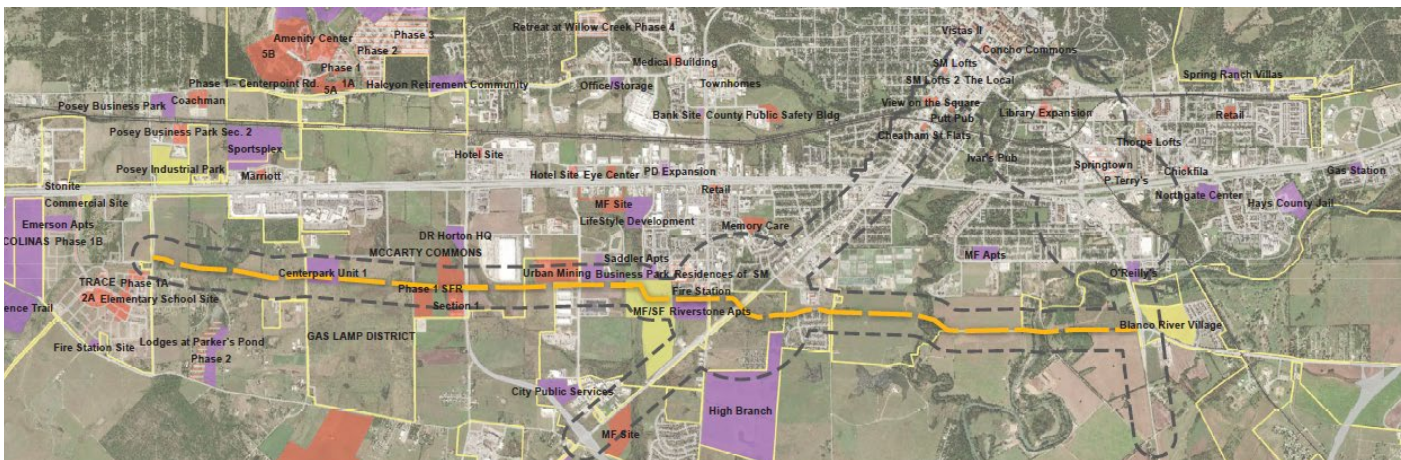 Retreat at Willow Creek Phase 4
Vistas II
Amenity Center
Phase 3
5B
Phase 2
Concho Commons
Medical Building
SM Lofts
Phase 1
Spring Ranch Villas
Phase 1 - Centerpoint Rd.
1A
5A
Halcyon Retirement Community
Office/Storage
Townhomes
SM Lofts 2
The Local
Coachman
Posey Business Park
View on the Square
Bank Site
County Public Safety Bldg
Putt Pub
Library Expansion
Retail
Posey Business Park Sec. 2
Cheatham St Flats
Thorpe Lofts
Sportsplex
Hotel Site
Ivar's Pub
Posey Industrial Park
Marriott
Hotel Site
Eye Center
PD Expansion
Springtown
Chickfila
Gas Station
P Terry's
Stonite
Retail
Northgate Center
Commercial Site
MF Site
Hays County Jail
Emerson Apts
LifeStyle Development
Memory Care
COLINAS
Phase 1B
DR Horton HQ
MCCARTY COMMONS
Saddler Apts
MF Apts
Centerpark Unit 1
Urban Mining
Business Park
Residences of SM
O'Reilly's
TRACE
Phase 1A
Phase 1 SFR
Fire Station
2A
Elementary School Site
Section 1
MF/SF
Riverstone Apts
ence Trail
Blanco River Village
GAS LAMP DISTRICT
Fire Station Site
Lodges at Parker's Pond
Phase 2
City Public Services
High Branch
MF Site